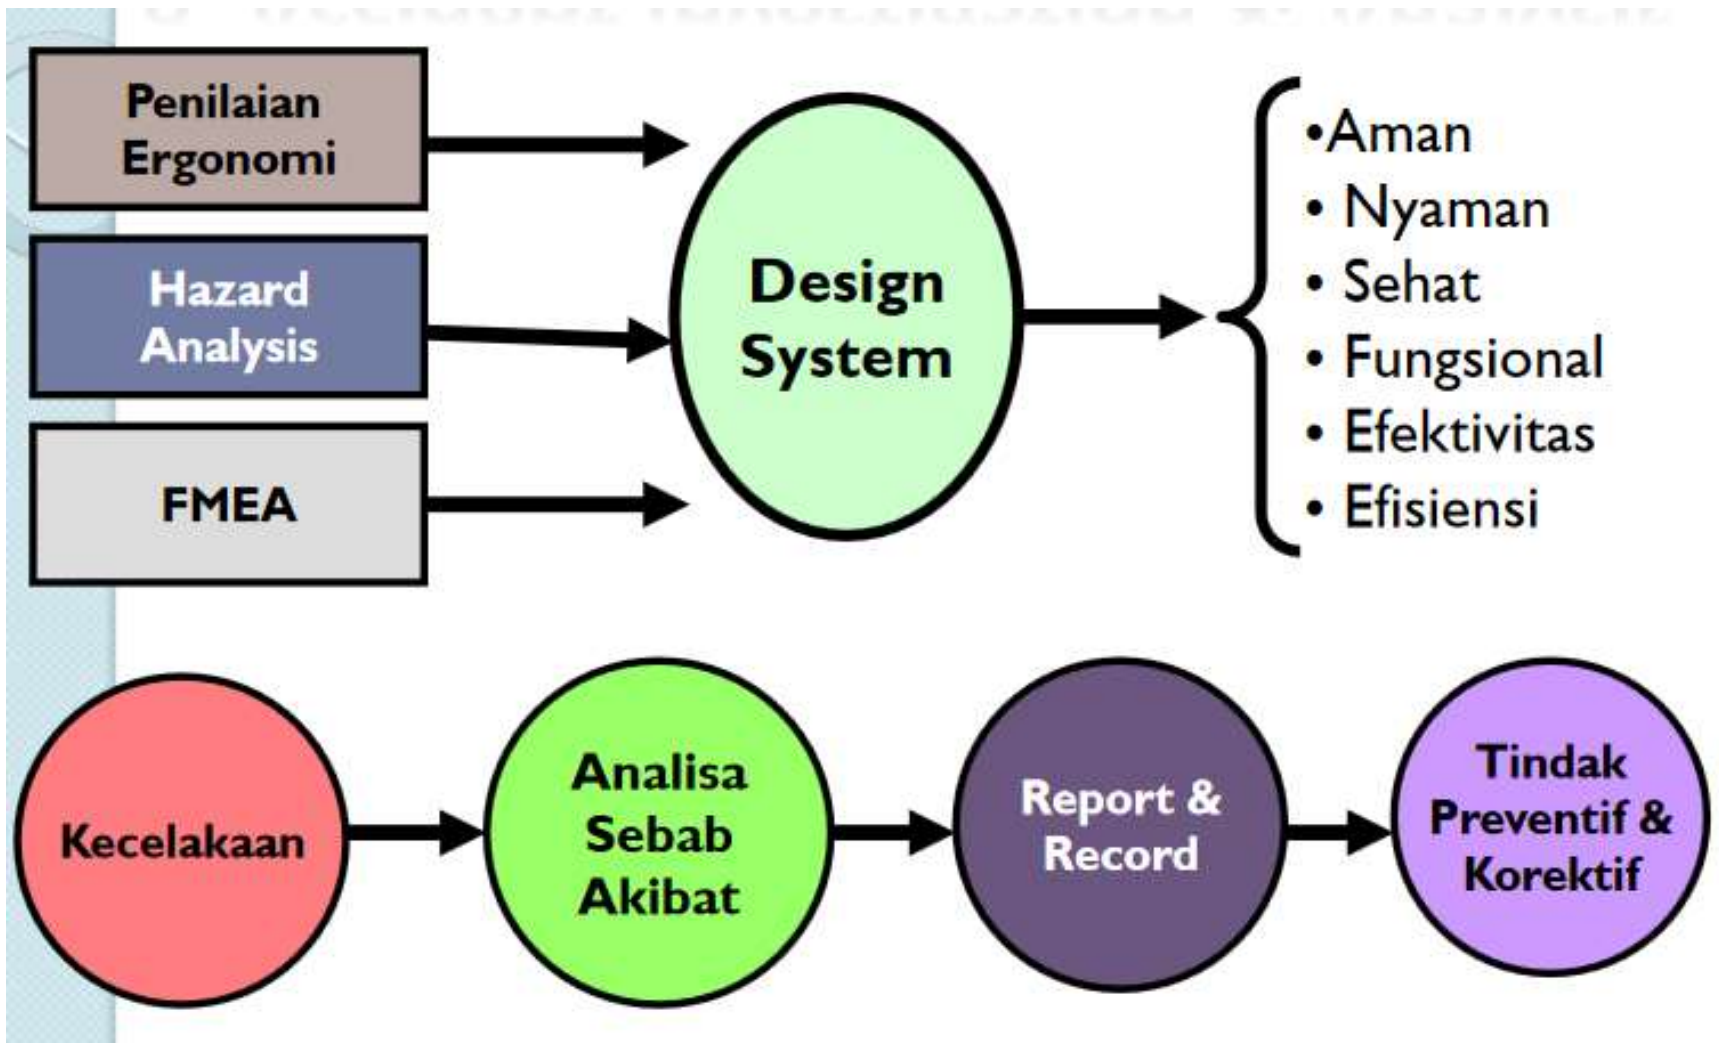 Penilaian
Ergonomi
Hazard
Analysis
FMEA
Design
System
•Aman
• Nyaman
• Sehat
• Fungsional
• Efektivitas
• Efisiensi
Kecelakaan
Analisa
Sebab
Akibat
Report &
Record
Tindak
Preventif &
Korektif